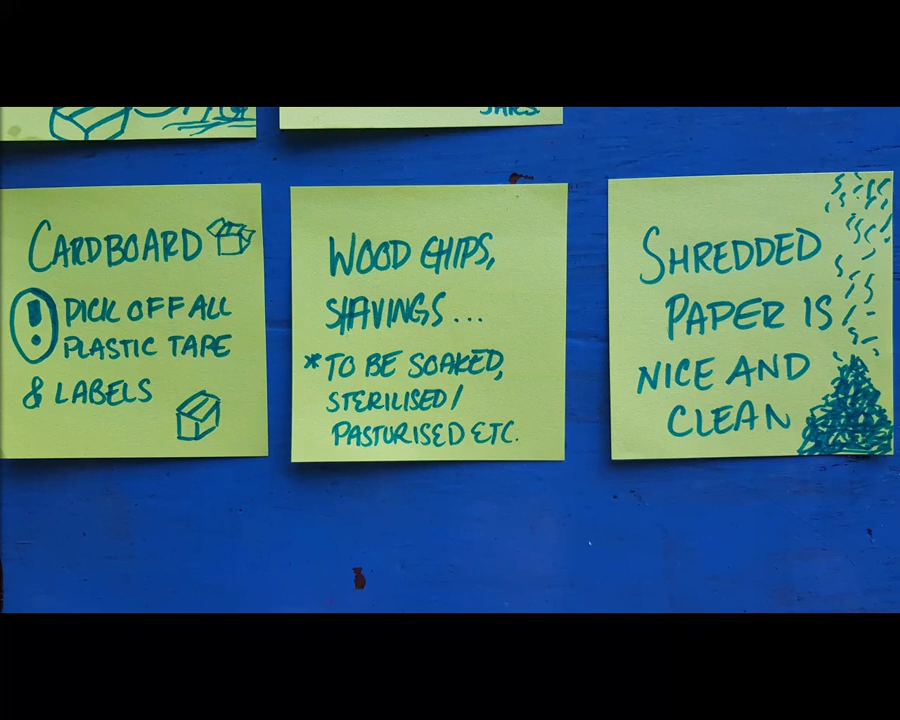 JARS
CARDBOARD
! PICK OFF ALL
PLASTIC TAPE
& LABELS
WOOD CHIPS,
SHAVINGS...
*TO BE SOAKED,
STERILISED/
PASTURISED ETC.
SHREDDED
PAPER IS
NICE AND
CLEAN